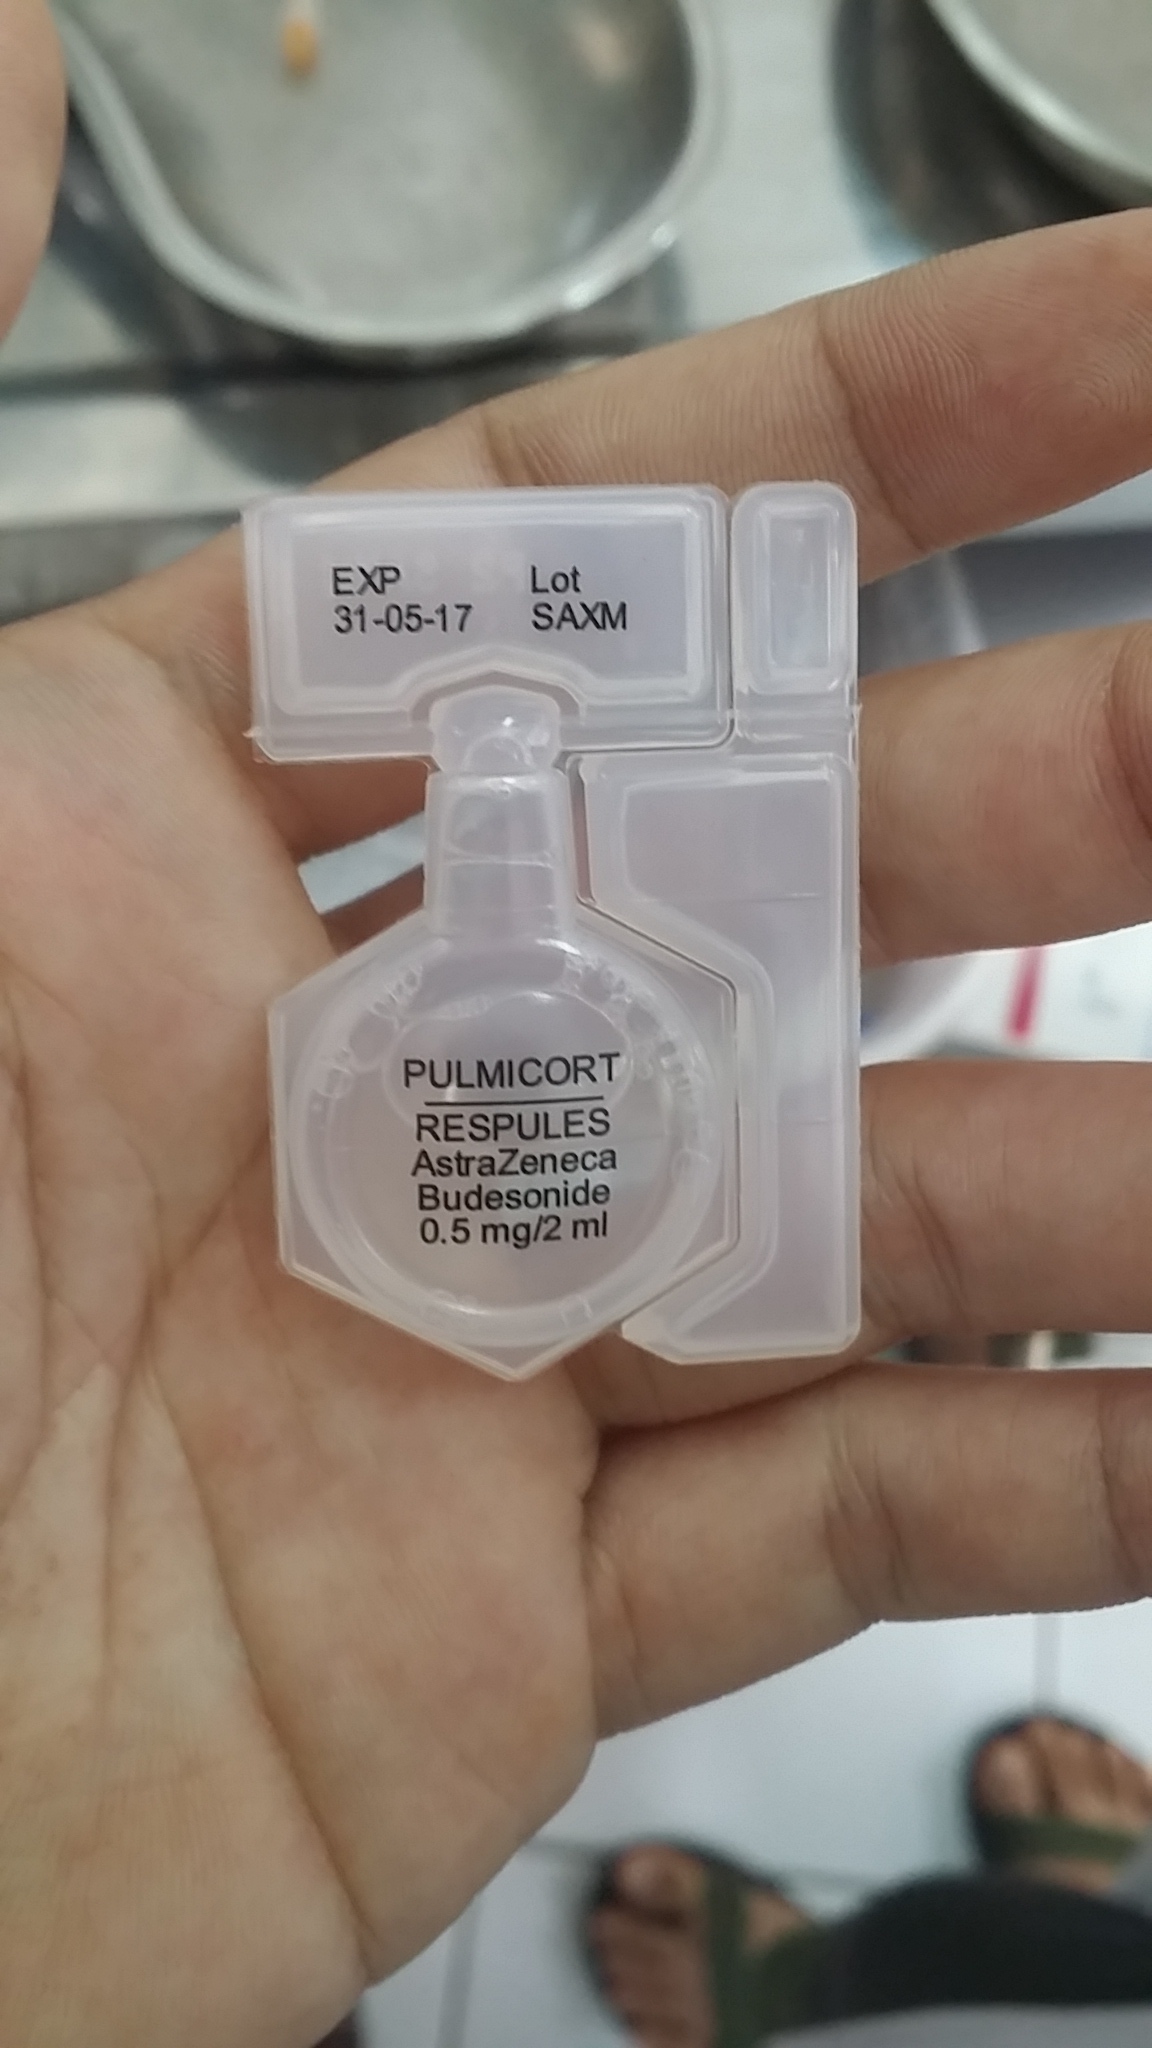 EXP Lot
31-05-17 SAXM
PULMICORT
RESPULES
AstraZeneca
Budesonide
0.5 mg/2 ml